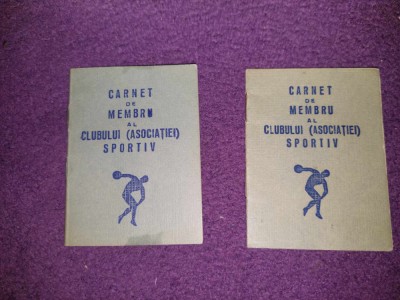 CARNET
DE
MEMBRU
AL
CLUBULUI (ASOCIAȚIEI)
SPORTIV
CARNET
DE
MEMBRU
AL
CLUBULUI (ASOCIAȚIEI)
SPORTIV